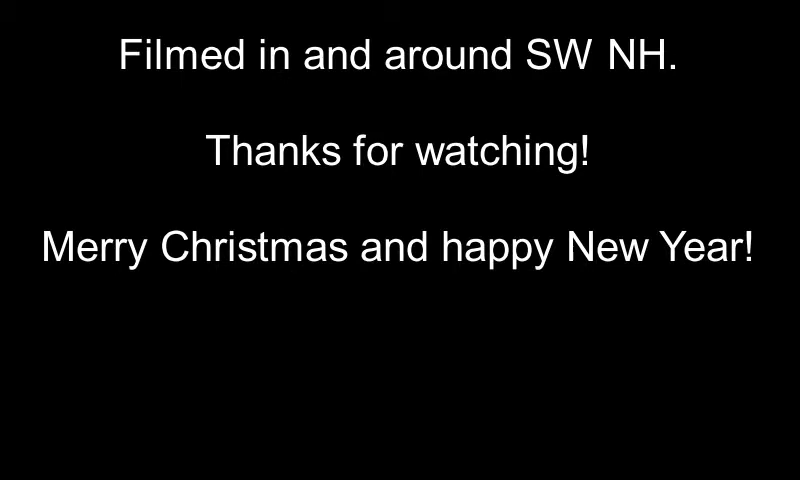 Filmed in and around SW NH.
Thanks for watching!
Merry Christmas and happy New Year!